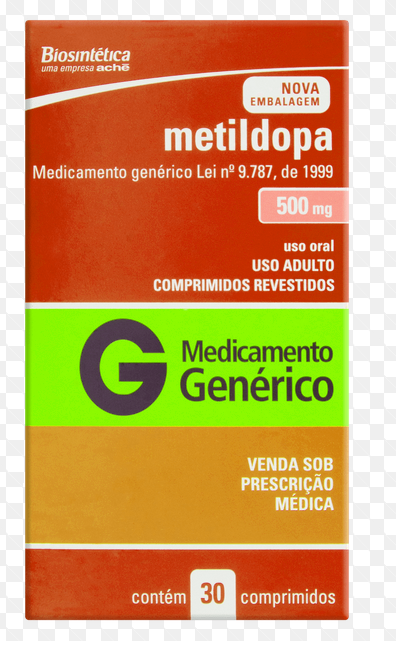 Biosintética
uma empresa achē
NOVA
EMBALAGEM
metildopa
Medicamento genérico Lei nº 9.787, de 1999
500 mg
uso oral
USO ADULTO
COMPRIMIDOS REVESTIDOS
G Medicamento
Genérico
VENDA SOB
PRESCRIÇÃO
MÉDICA
contém 30 comprimidos